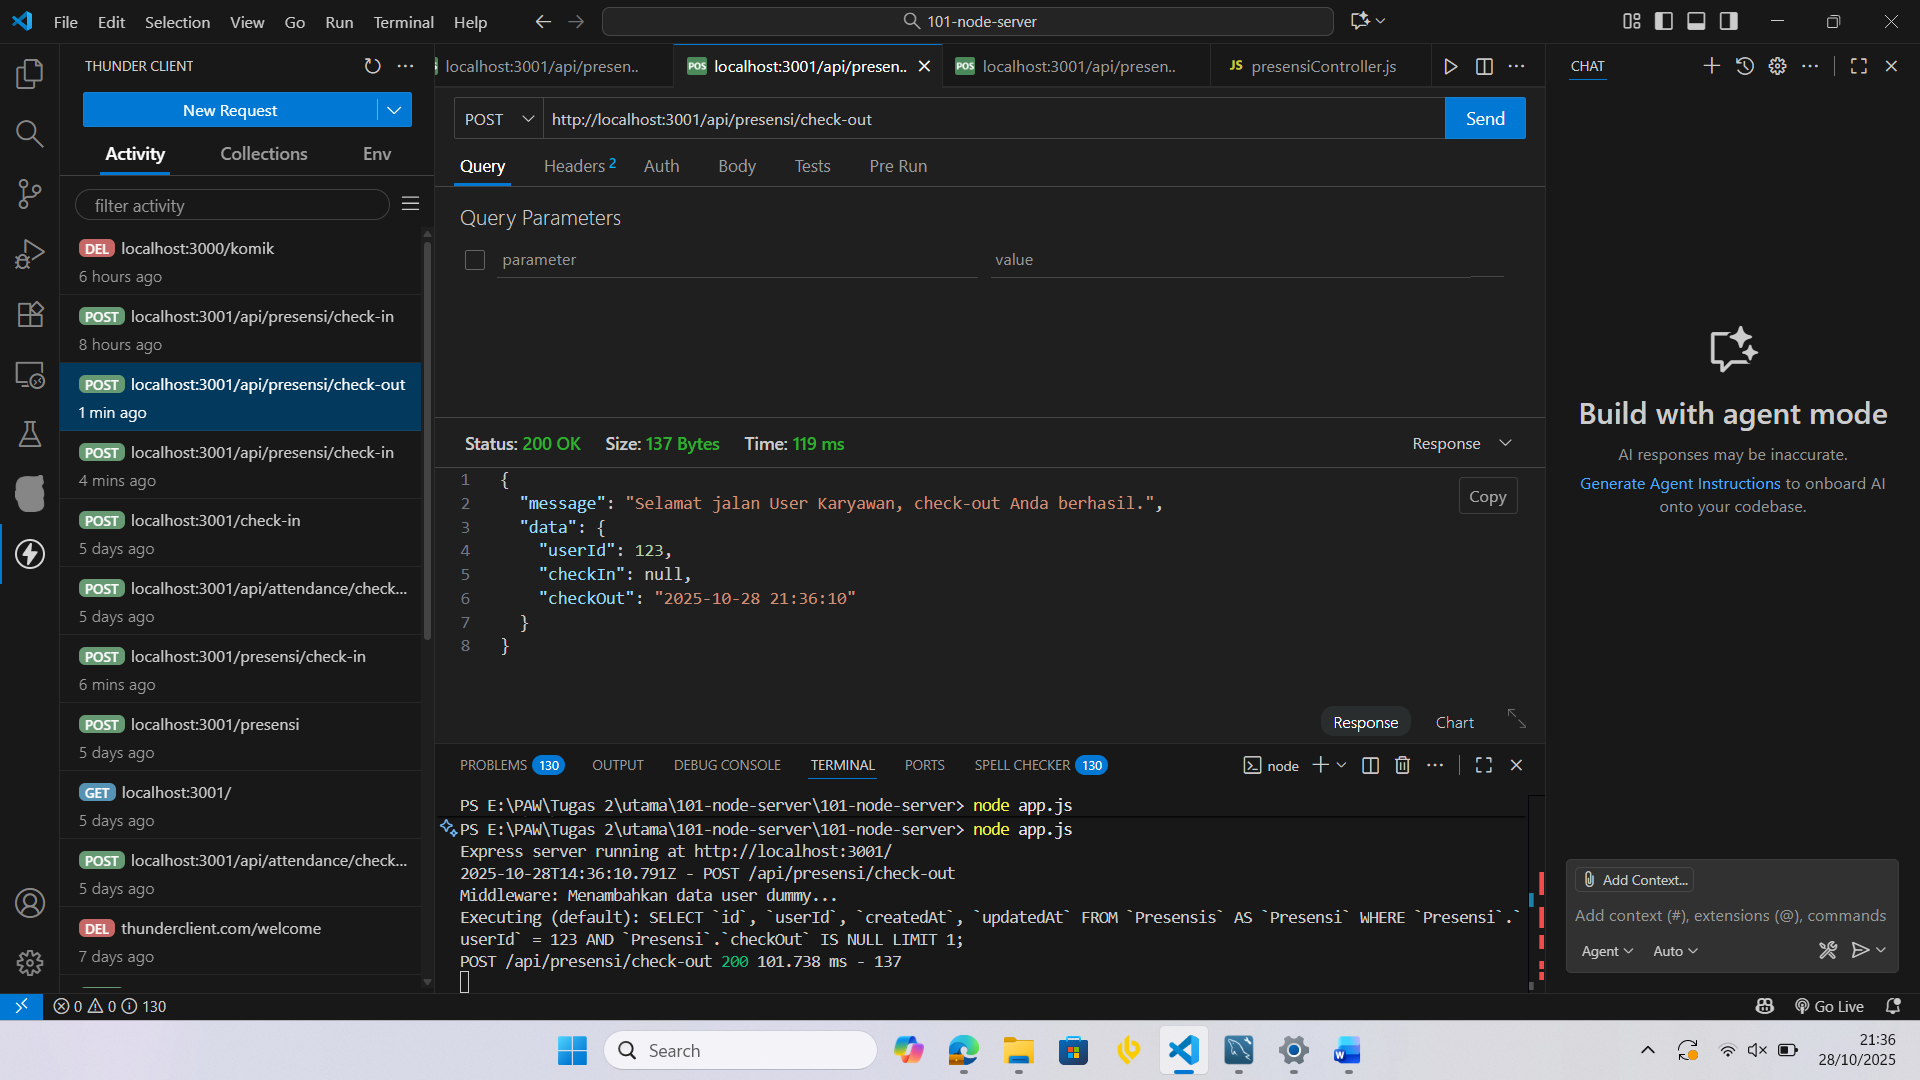 File Edit Selection View Go Run Terminal Help
101-node-server
THUNDER CLIENT
New Request
Activity Collections Env
filter activity
DEL localhost:3000/komik
6 hours ago
POST localhost:3001/api/presensi/check-in
8 hours ago
POST localhost:3001/api/presensi/check-out
1 min ago
POST localhost:3001/api/presensi/check-in
4 mins ago
POST localhost:3001/check-in
5 days ago
POST localhost:3001/api/attendance/check...
5 days ago
POST localhost:3001/presensi/check-in
6 mins ago
POST localhost:3001/presensi
5 days ago
GET localhost:3001/
5 days ago
POST localhost:3001/api/attendance/check...
5 days ago
DEL thunderclient.com/welcome
7 days ago
localhost:3001/api/presen..
POS localhost:3001/api/presen..
POS localhost:3001/api/presen..
JS presensiController.js
POST http://localhost:3001/api/presensi/check-out Send
Query Headers 2 Auth Body Tests Pre Run
Query Parameters
parameter value
Status: 200 OK Size: 137 Bytes Time: 119 ms Response
Copy
1 {
2 "message": "Selamat jalan User Karyawan, check-out Anda berhasil.",
3 "data": {
4 "userId": 123,
5 "checkIn": null,
6 "checkOut": "2025-10-28 21:36:10"
7 }
8 }
Response Chart
PROBLEMS 130 OUTPUT DEBUG CONSOLE TERMINAL PORTS SPELL CHECKER 130 node
PS E:\PAW\Tugas 2\utama\101-node-server\101-node-server> node app.js
PS E:\PAW\Tugas 2\utama\101-node-server\101-node-server> node app.js
Express server running at http://localhost:3001/
2025-10-28T14:36:10.791Z - POST /api/presensi/check-out
Middleware: Menambahkan data user dummy...
Executing (default): SELECT `id`, `userId`, `createdAt`, `updatedAt` FROM `Presensis` AS `Presensi` WHERE `Presensi`.`
userId` = 123 AND `Presensi`.`checkOut` IS NULL LIMIT 1;
POST /api/presensi/check-out 200 101.738 ms - 137
CHAT
Build with agent mode
AI responses may be inaccurate.
Generate Agent Instructions to onboard AI
onto your codebase.
Add Context...
Add context (#), extensions (@), commands
Agent Auto
0 0 130
Go Live
Search
21:36
28/10/2025